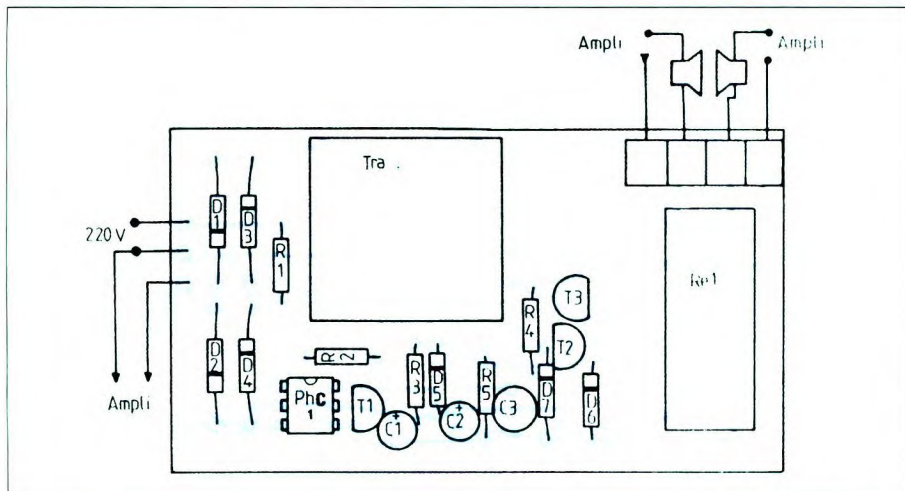 Ampli
Ampli
Tra .
220 V
D1
D3
R1
Re1
T3
R4
T2
D2
D4
R2
PhC 1
T1
C1
R3
D5
C2
R5
C3
D7
D6
Ampli